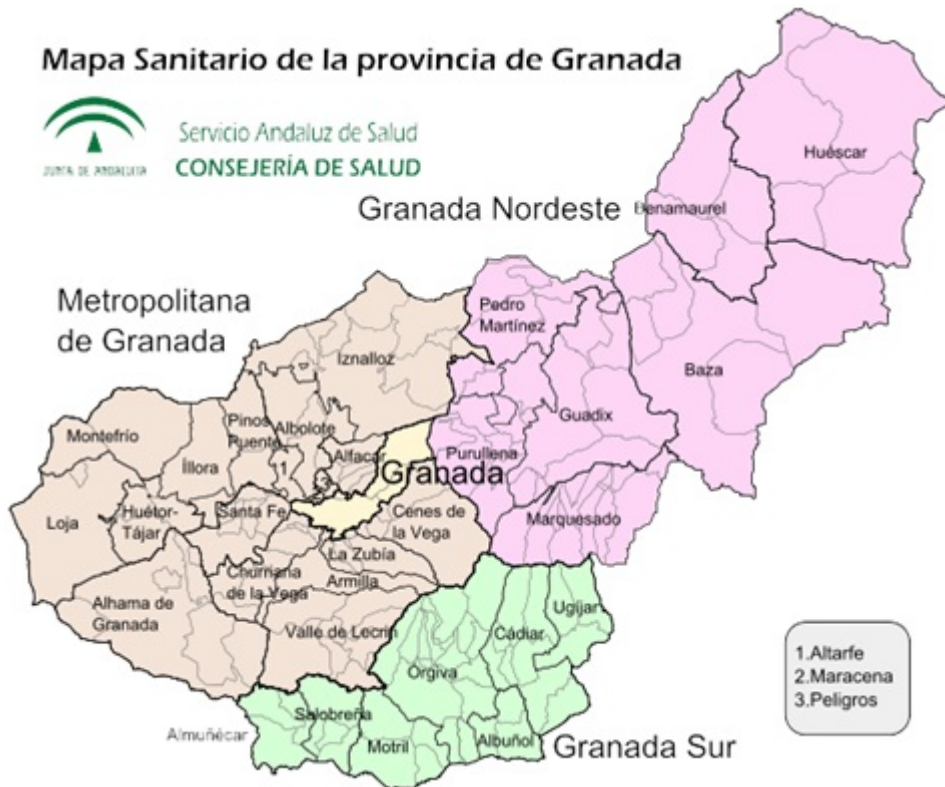 Mapa Sanitario de la provincia de Granada
JUNTA DE ANDALUCIA
Servicio Andaluz de Salud
CONSEJERÍA DE SALUD
Huéscar
Granada Nordeste
Benamaurel
Metropolitana
de Granada
Pedro
Martínez
Iznalloz
Baza
Montefrío
Pinos
Puente
Albolote
Guadix
Íllora
1
Alfacar
Purullena
3
Granada
Loja
Huétor-
Tájar
Santa Fe
Cenes de
la Vega
Marquesado
La Zubía
Churriana
de la Vega
Armilla
Alhama de
Granada
Valle de Lecrin
Ugíjar
Cádiar
Orgiva
1.Altarfe
2.Maracena
3.Peligros
Almuñécar
Salobreña
Motril
Albuñol
Granada Sur